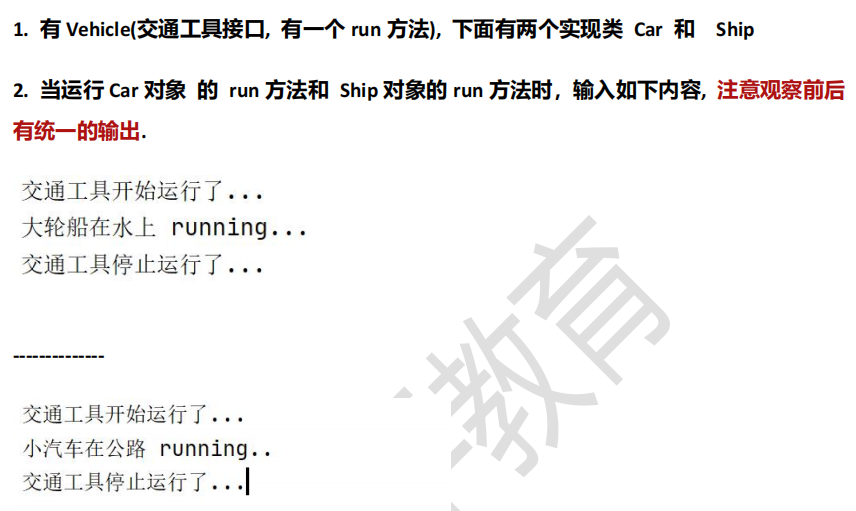 1. 有 Vehicle(交通工具接口, 有一个 run 方法), 下面有两个实现类 Car 和 Ship
2. 当运行 Car 对象 的 run 方法和 Ship 对象的 run 方法时, 输入如下内容, 注意观察前后
有统一的输出.
交通工具开始运行了...
大轮船在水上 running...
交通工具停止运行了...
--------------
交通工具开始运行了...
小汽车在公路 running..
交通工具停止运行了...
教育